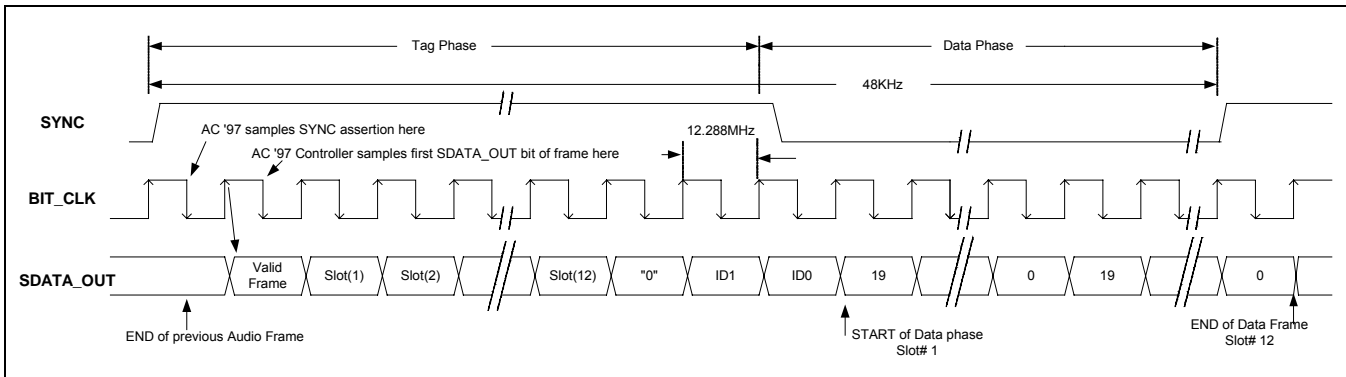 Tag Phase
Data Phase
48KHz
SYNC
AC '97 samples SYNC assertion here
12.288MHz
AC '97 Controller samples first SDATA_OUT bit of frame here
BIT_CLK
SDATA_OUT
Valid
Frame
Slot(1)
Slot(2)
Slot(12)
"0"
ID1
ID0
19
0
19
0
END of previous Audio Frame
START of Data phase
Slot# 1
END of Data Frame
Slot# 12